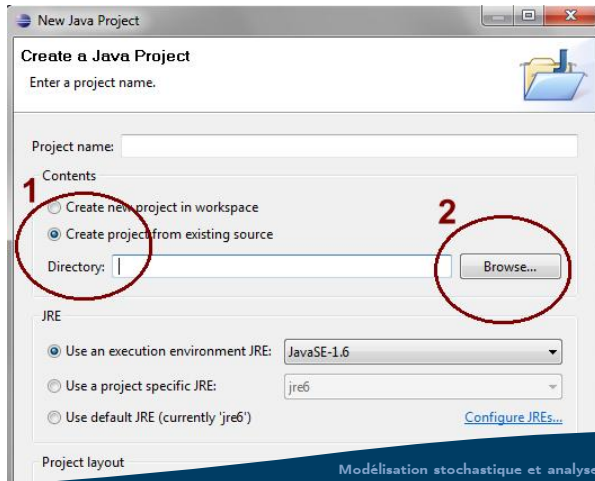 New Java Project
Create a Java Project
Enter a project name.
Project name:
Contents
1
Create new project in workspace
2
Create project from existing source
Directory:
Browse...
JRE
Use an execution environment JRE:
JavaSE-1.6
Use a project specific JRE:
jre6
Use default JRE (currently 'jre6')
Configure JREs...
Project layout
Modélisation stochastique et analyse